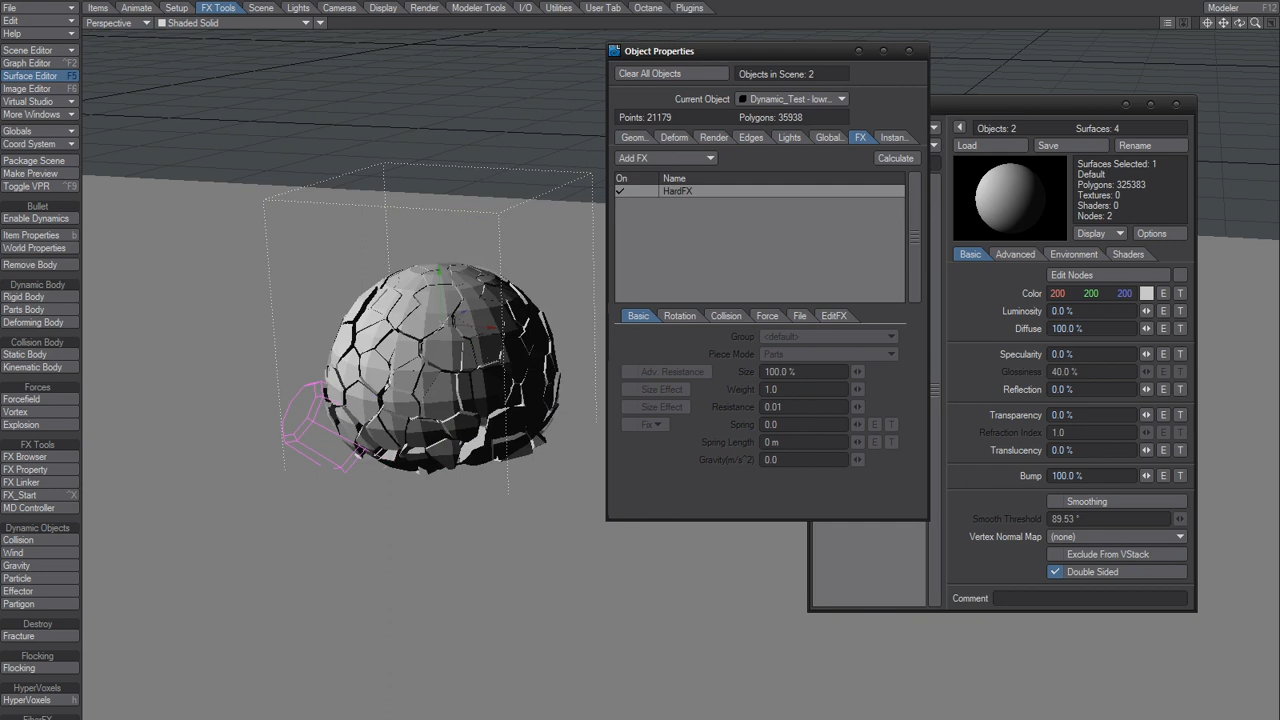 File Items Animate Setup FX Tools Scene Lights Cameras Display Render Modeler Tools I/O Utilities User Tab Octane Plugins Modeler F12
Edit Perspective Shaded Solid
Help
Scene Editor
Graph Editor ^F2
Surface Editor F5
Image Editor F6
Virtual Studio
More Windows
Globals
Coord System
Package Scene
Make Preview
Toggle VPR ^F9
Bullet
Enable Dynamics
Item Properties b
World Properties
Remove Body
Dynamic Body
Rigid Body
Parts Body
Deforming Body
Collision Body
Static Body
Kinematic Body
Forces
Forcefield
Vortex
Explosion
FX Tools
FX Browser
FX Property
FX Linker
FX_Start ^X
MD Controller
Dynamic Objects
Collision
Wind
Gravity
Particle
Effector
Partigon
Destroy
Fracture
Flocking
Flocking
HyperVoxels
HyperVoxels h
FiberFX
Object Properties
Clear All Objects Objects in Scene: 2
Current Object Dynamic_Test - lowr...
Points: 21179 Polygons: 35938
Geom... Deform Render Edges Lights Global... FX Instan...
Add FX Calculate
On Name
HardFX
Basic Rotation Collision Force File EditFX
Group <default>
Piece Mode Parts
Adv. Resistance Size 100.0 %
Size Effect Weight 1.0
Size Effect Resistance 0.01
Fix Spring 0.0 E T
Spring Length 0 m E T
Gravity(m/s^2) 0.0
Objects: 2 Surfaces: 4
Load Save Rename
Surfaces Selected: 1
Default
Polygons: 325383
Textures: 0
Shaders: 0
Nodes: 2
Display Options
Basic Advanced Environment Shaders
Edit Nodes
Color 200 200 200 E T
Luminosity 0.0 % E T
Diffuse 100.0 % E T
Specularity 0.0 % E T
Glossiness 40.0 % E T
Reflection 0.0 % E T
Transparency 0.0 % E T
Refraction Index 1.0 E T
Translucency 0.0 % E T
Bump 100.0 % E T
Smoothing
Smooth Threshold 89.53 °
Vertex Normal Map (none)
Exclude From VStack
Double Sided
Comment